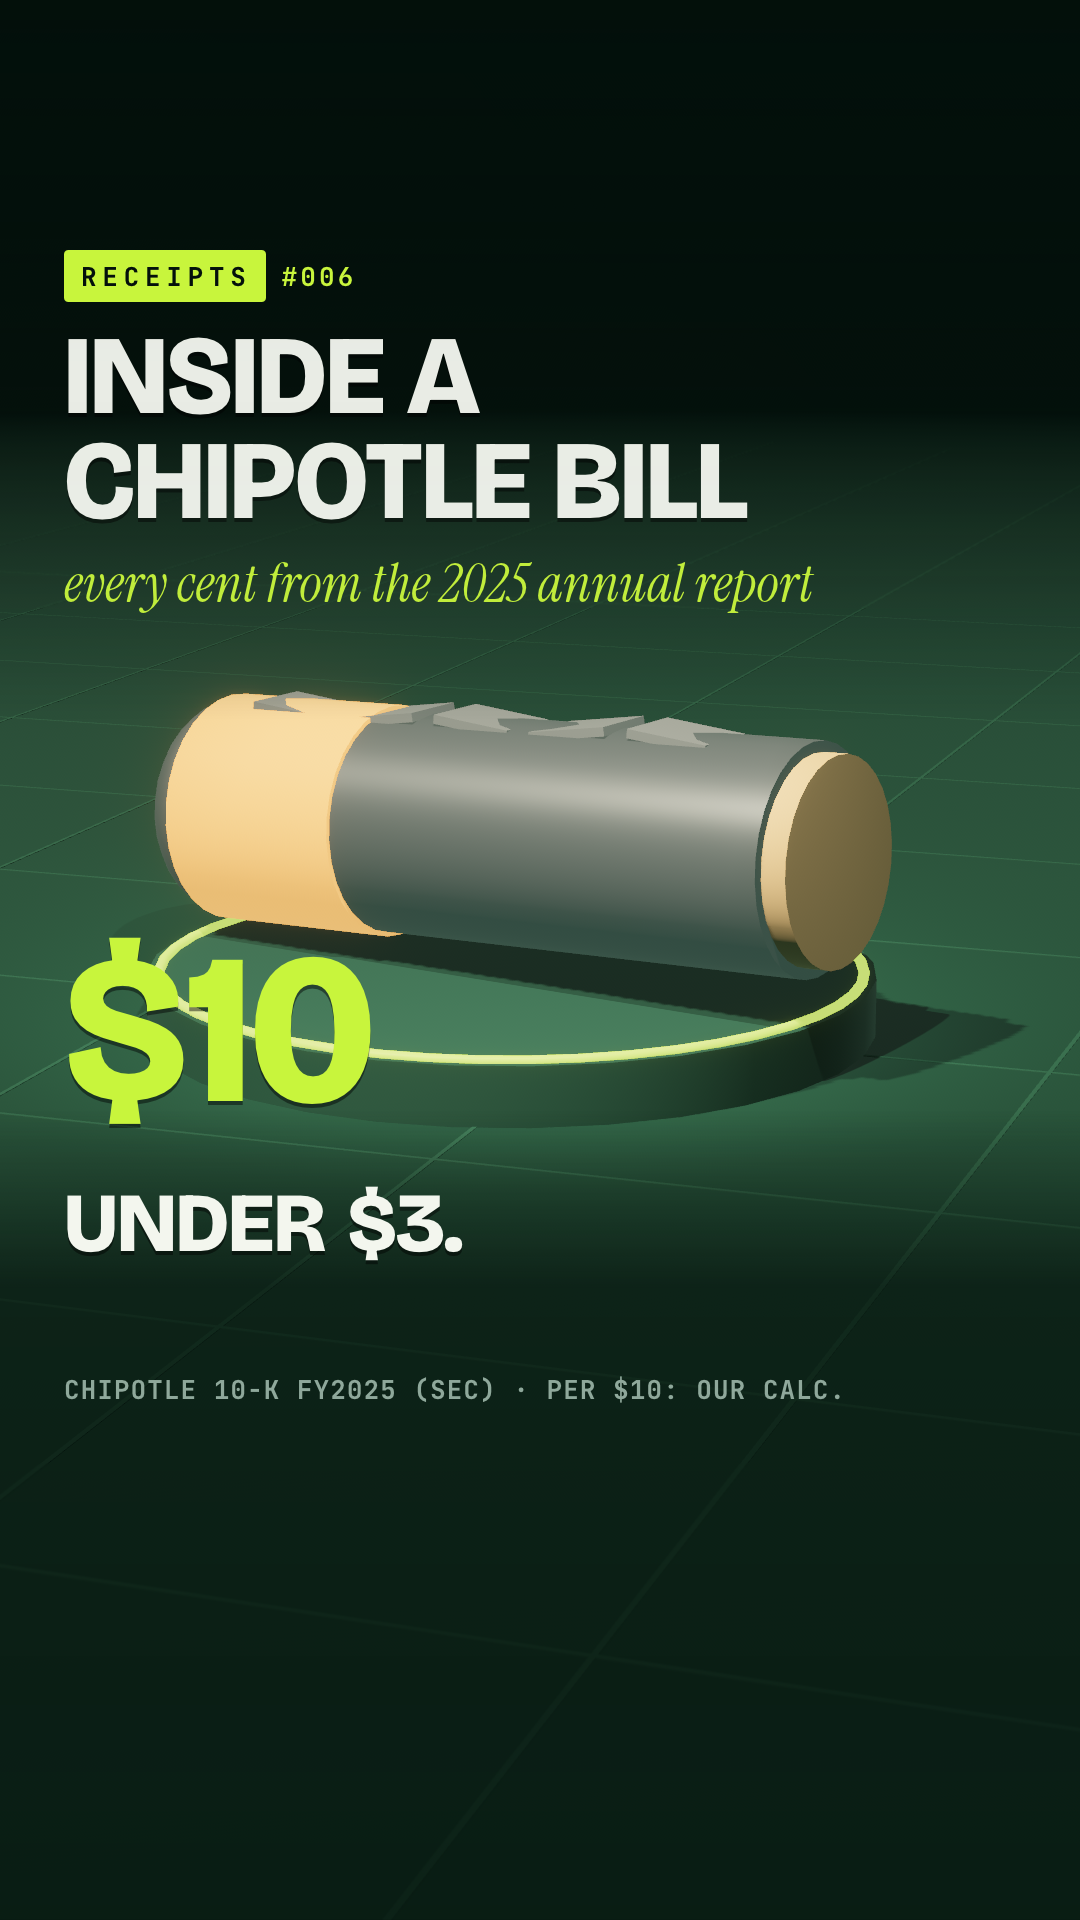 RECEIPTS #006
INSIDE A
CHIPOTLE BILL
every cent from the 2025 annual report
$10
UNDER $3.
CHIPOTLE 10-K FY2025 (SEC) · PER $10: OUR CALC.